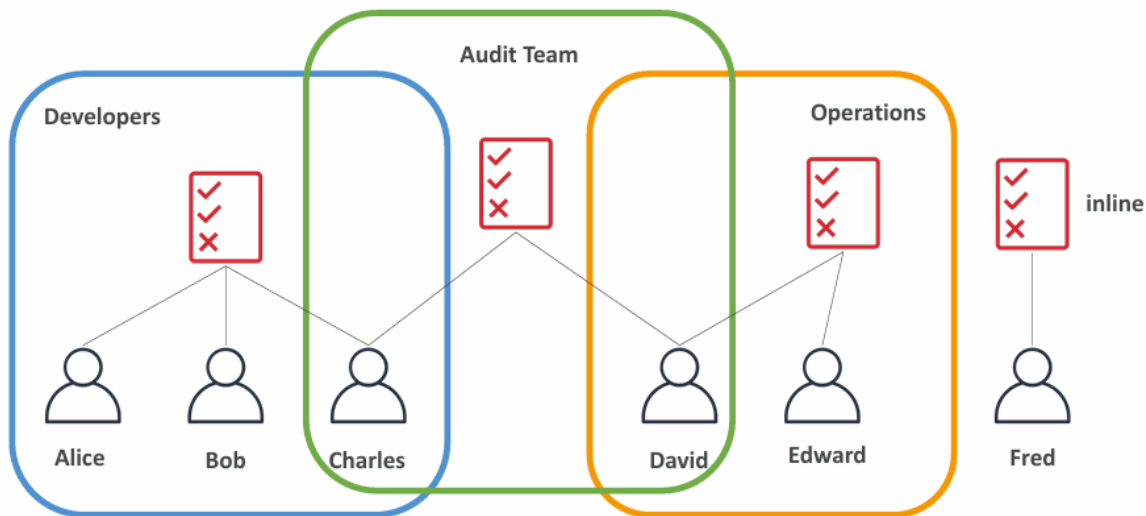 Audit Team
Developers
Operations
inline
Alice
Bob
Charles
David
Edward
Fred